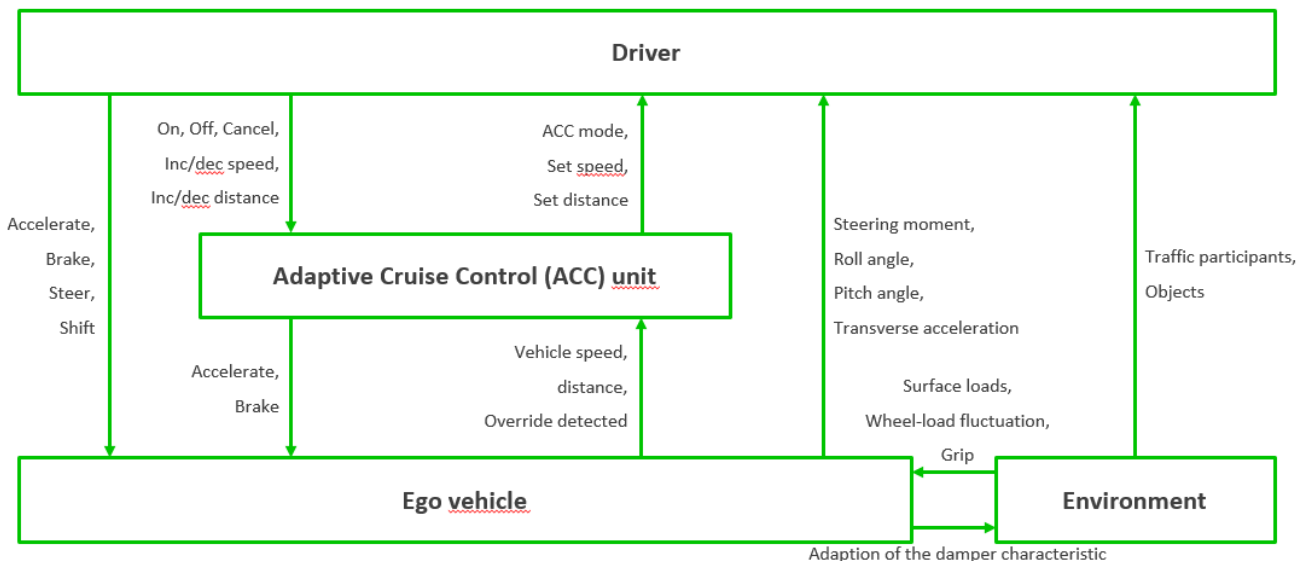 Driver
On, Off, Cancel,
Inc/dec speed,
Inc/dec distance
ACC mode,
Set speed,
Set distance
Accelerate,
Brake,
Steer,
Shift
Steering moment,
Roll angle,
Pitch angle,
Transverse acceleration
Traffic participants,
Objects
Adaptive Cruise Control (ACC) unit
Accelerate,
Brake
Vehicle speed,
distance,
Override detected
Surface loads,
Wheel-load fluctuation,
Grip
Ego vehicle
Environment
Adaption of the damper characteristic